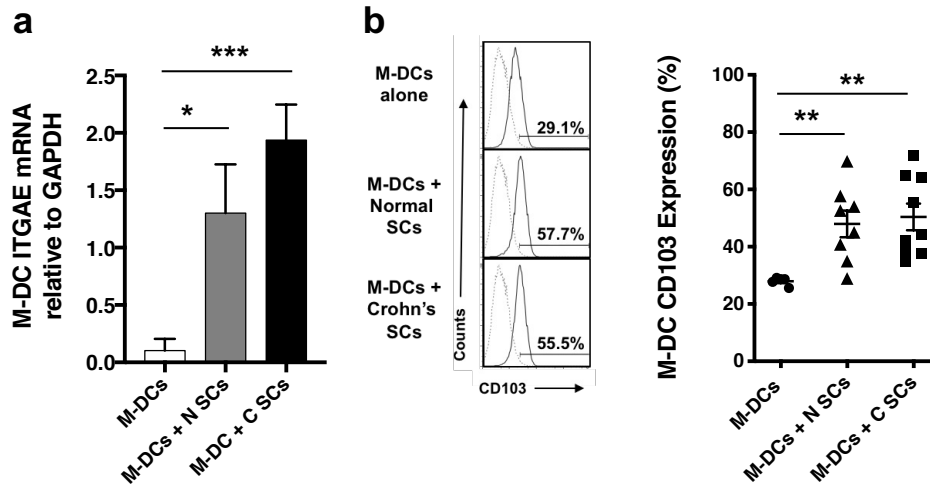 a
M-DC ITGAE mRNA
relative to GAPDH
2.5
2.0
1.5
1.0
0.5
0.0
***
*
M-DCs
M-DCs + N SCs
M-DC + C SCs
b
M-DCs
alone
29.1%
M-DCs +
Normal
SCs
57.7%
M-DCs +
Crohn's
SCs
55.5%
Counts
CD103
M-DC CD103 Expression (%)
100
80
60
40
20
0
**
**
M-DCs
M-DCs + N SCs
M-DCs + C SCs